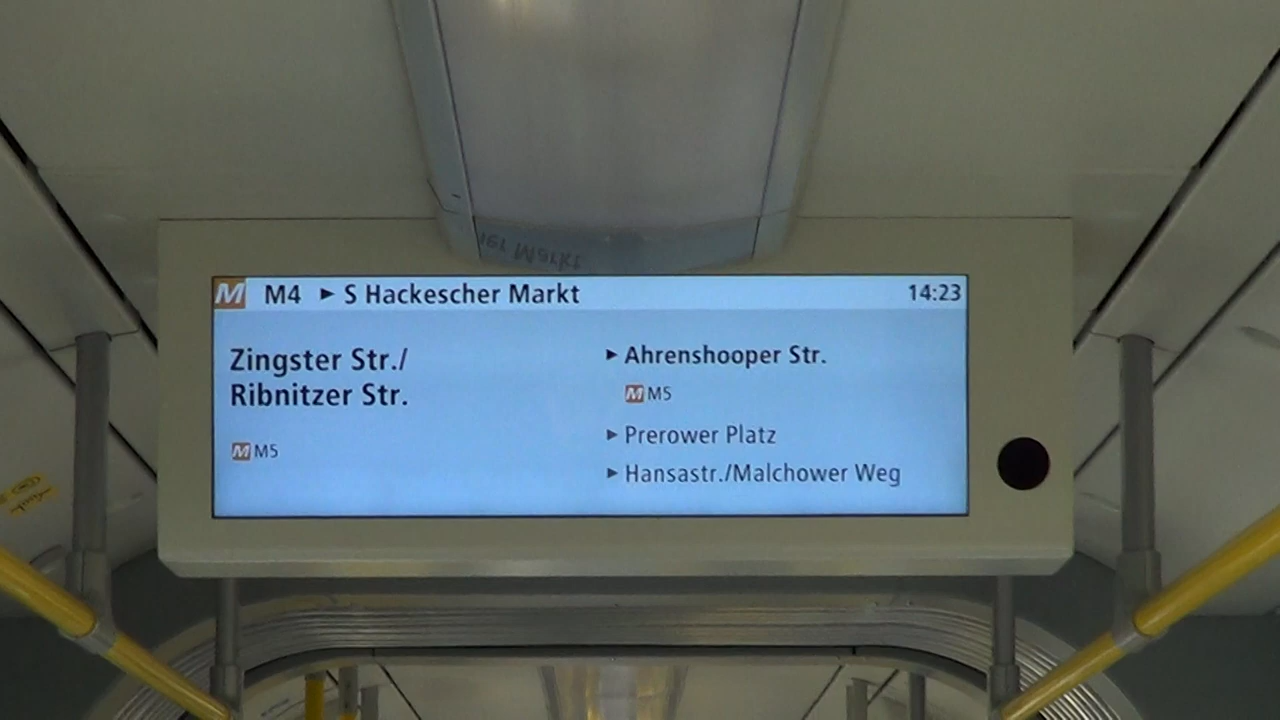 M M4 ▸ S Hackescher Markt 14:23
Zingster Str./
Ribnitzer Str.
M M5
▸ Ahrenshooper Str.
M M5
▸ Prerower Platz
▸ Hansastr./Malchower Weg